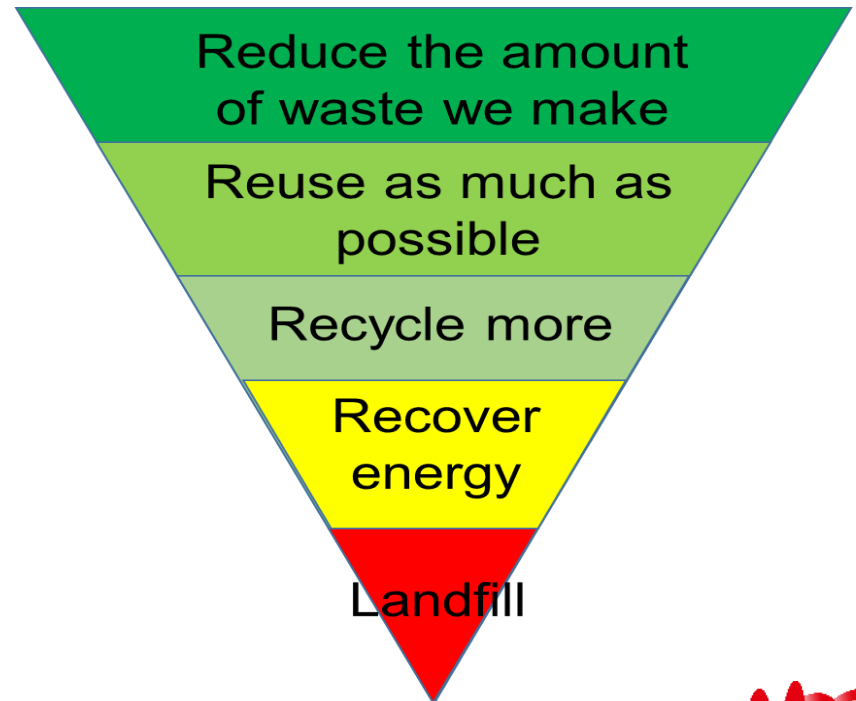 Reduce the amount
of waste we make
Reuse as much as
possible
Recycle more
Recover
energy
Landfill